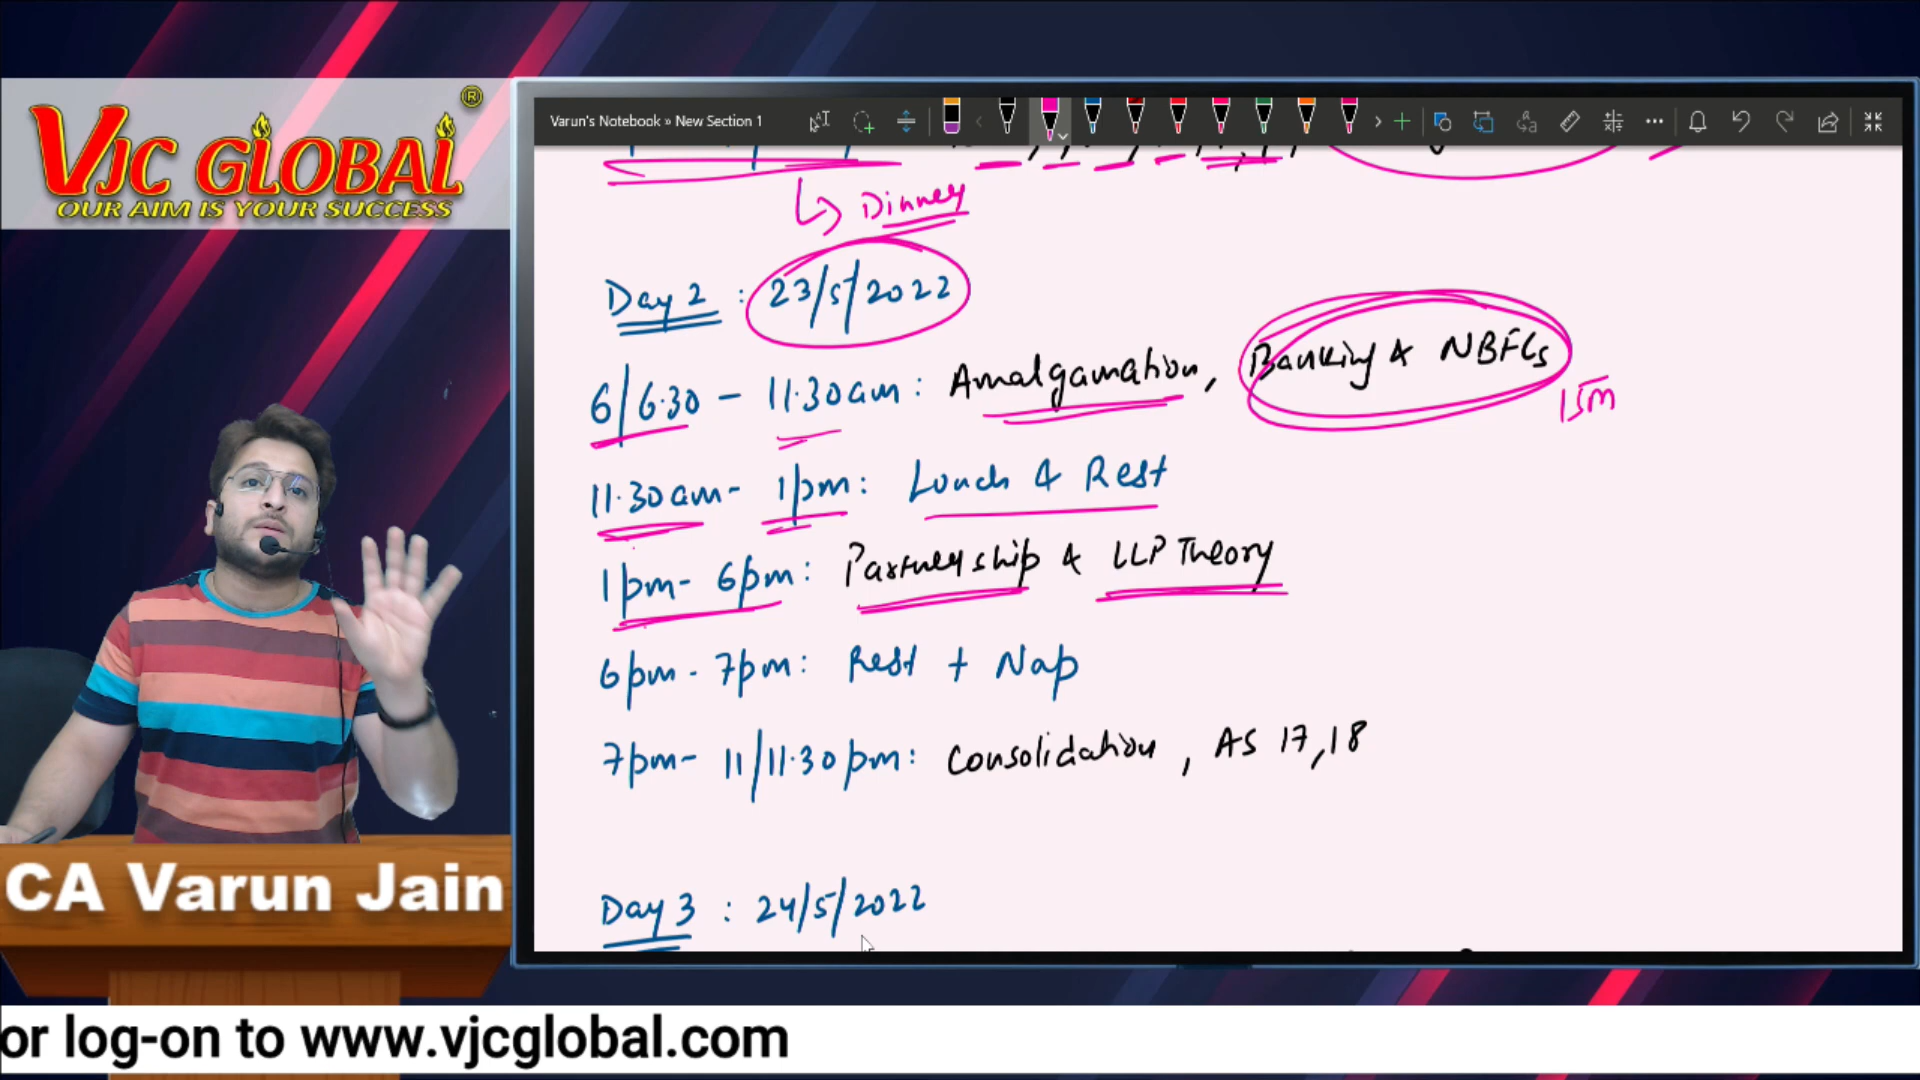 VJC GLOBAL ®
OUR AIM IS YOUR SUCCESS
Varun's Notebook » New Section 1
Dinner
Day 2 : 23/5/2022
6/6.30 - 11.30am : Amalgamation, Banking & NBFCs
15m
11.30am - 1pm : Lunch & Rest
1pm - 6pm : Partnership & LLP Theory
6pm - 7pm : Rest + Nap
7pm - 11/11.30pm : Consolidation, AS 17,18
Day 3 : 24/5/2022
CA Varun Jain
or log-on to www.vjcglobal.com